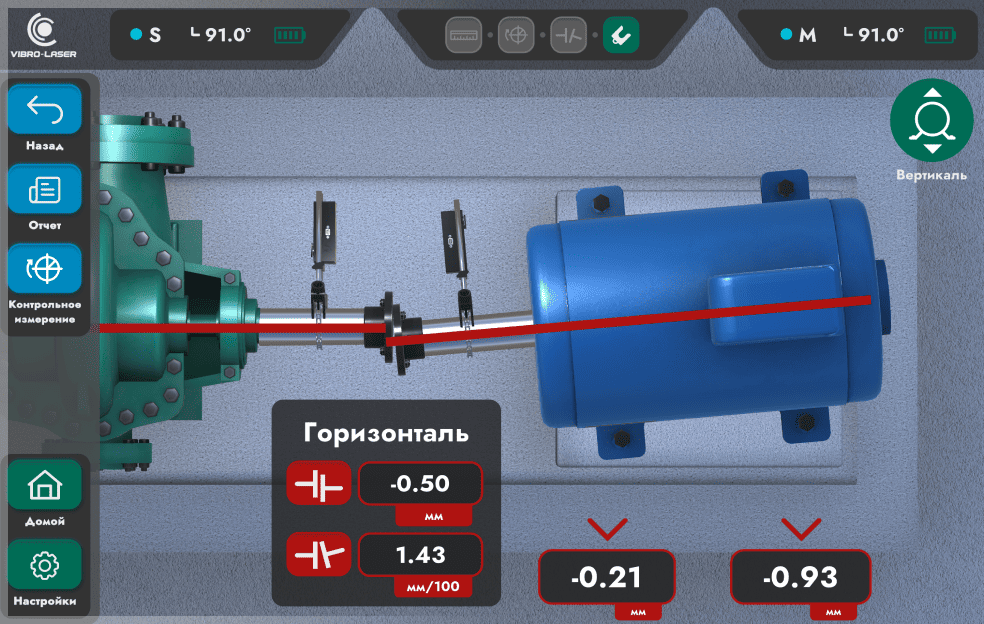 VIBRO-LASER
S
91.0°
M
91.0°
Назад
Отчет
Контрольное
измерение
Домой
Настройки
Вертикаль
Горизонталь
-0.50
мм
1.43
мм/100
-0.21
мм
-0.93
мм